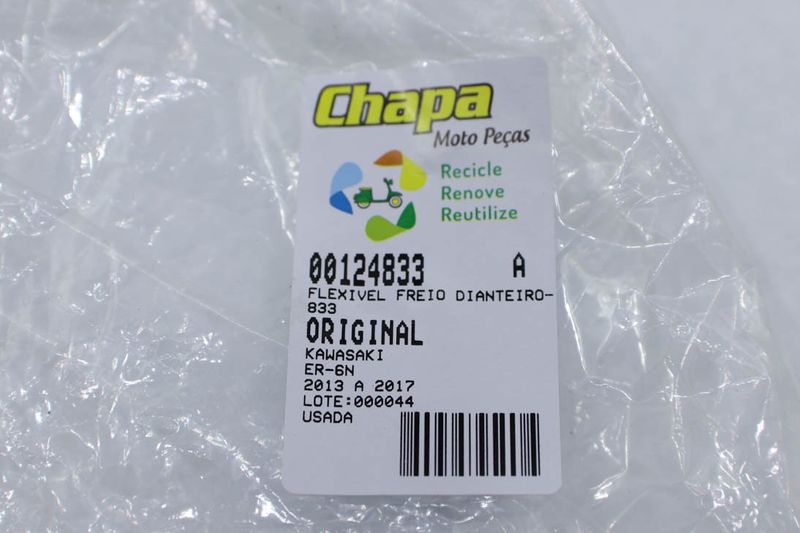 Chapa
Moto Peças
Recicle
Renove
Reutilize
00124833 A
FLEXIVEL FREIO DIANTEIRO-
833
ORIGINAL
KAWASAKI
ER-6N
2013 A 2017
LOTE:000044
USADA